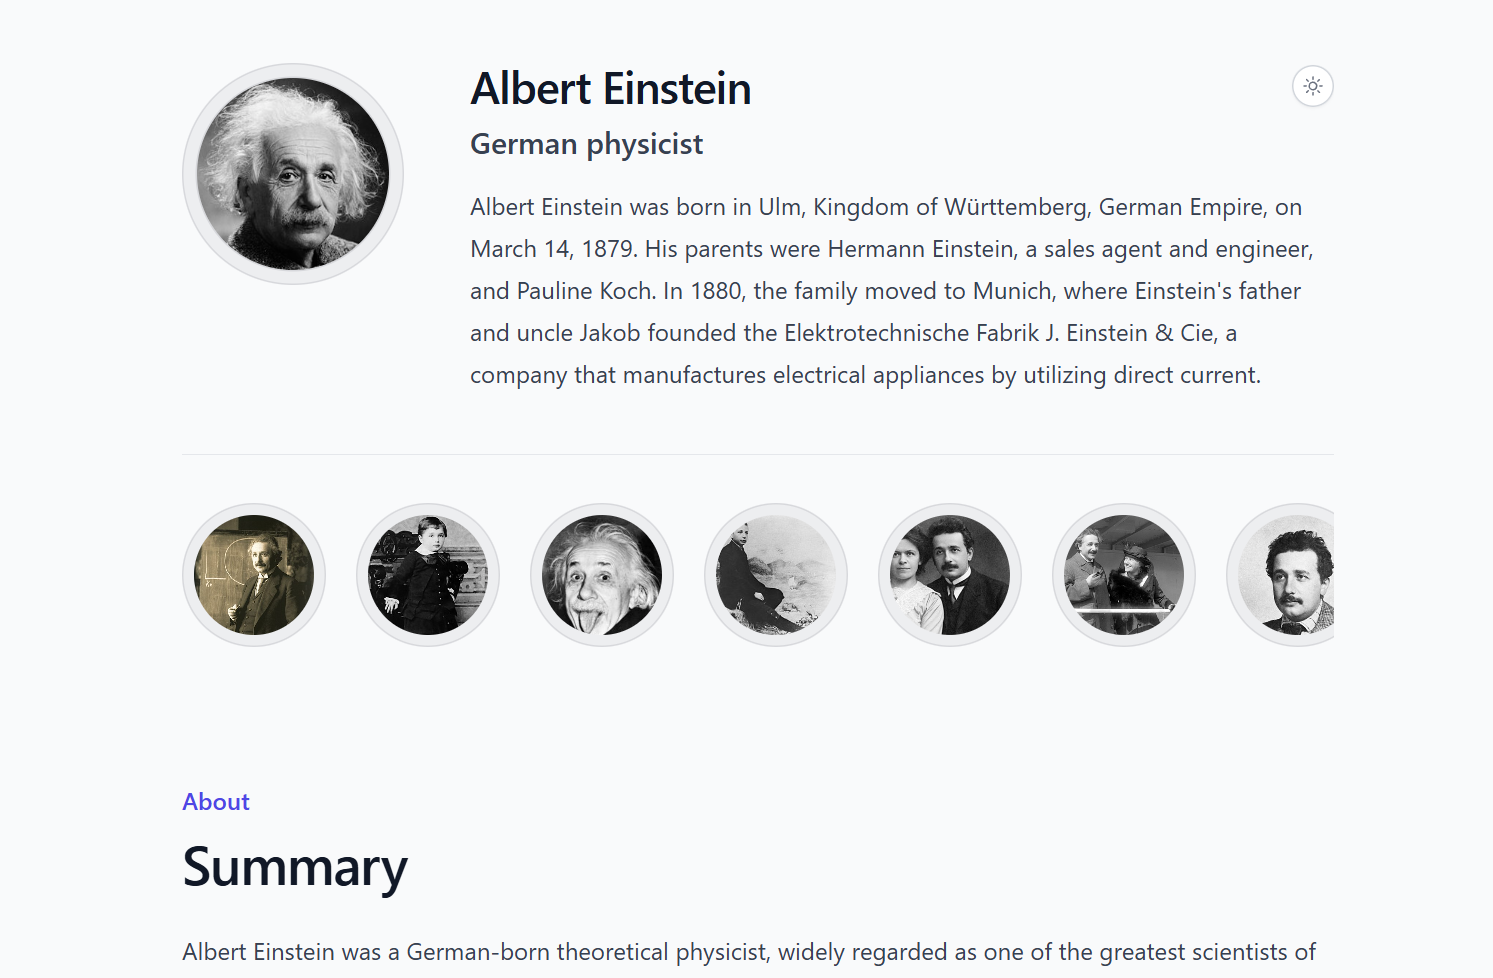 Albert Einstein
German physicist
Albert Einstein was born in Ulm, Kingdom of Württemberg, German Empire, on
March 14, 1879. His parents were Hermann Einstein, a sales agent and engineer,
and Pauline Koch. In 1880, the family moved to Munich, where Einstein's father
and uncle Jakob founded the Elektrotechnische Fabrik J. Einstein & Cie, a
company that manufactures electrical appliances by utilizing direct current.
About
Summary
Albert Einstein was a German-born theoretical physicist, widely regarded as one of the greatest scientists of